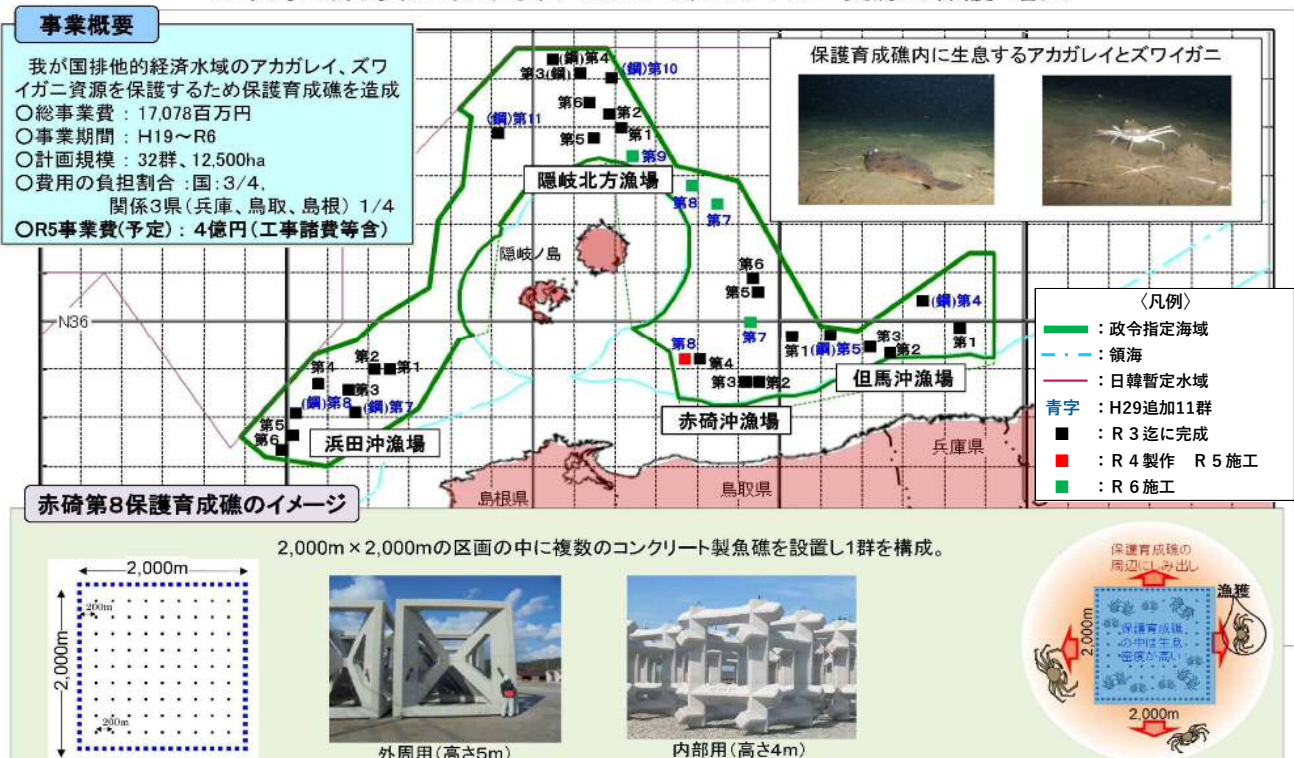 事業概要
我が国排他的経済水域のアカガレイ、ズワ
イガニ資源を保護するため保護育成礁を造成
○総事業費：17,078百万円
○事業期間：H19～R6
○計画規模：32群、12,500ha
○費用の負担割合：国：3/4,
関係3県(兵庫、鳥取、島根) 1/4
○R5事業費(予定)：4億円(工事諸費等含)
保護育成礁内に生息するアカガレイとズワイガニ
(鋼)第4
第3(鋼)
(鋼)第10
第6
第2
(鋼)第11
第1
第5
第9
隠岐北方漁場
第8
第7
隠岐ノ島
第6
第5
(鋼)第4
N36
第7
第1
(鋼)第5
第3
第2
第1
第8
第4
第3
第2
但馬沖漁場
赤碕沖漁場
第2
第1
第4
第3
(鋼)第8
(鋼)第7
第5
第6
浜田沖漁場
島根県
鳥取県
兵庫県
〈凡例〉
：政令指定海域
：領海
：日韓暫定水域
青字：H29追加11群
：R3迄に完成
：R4製作 R5施工
：R6施工
赤碕第8保護育成礁のイメージ
2,000m×2,000mの区画の中に複数のコンクリート製魚礁を設置し1群を構成。
2,000m
200m
2,000m
200m
外周用(高さ5m)
内部用(高さ4m)
保護育成礁の
周辺にしみ出し
漁獲
2,000m
保護育成礁
の中は生息
密度が高い
2,000m